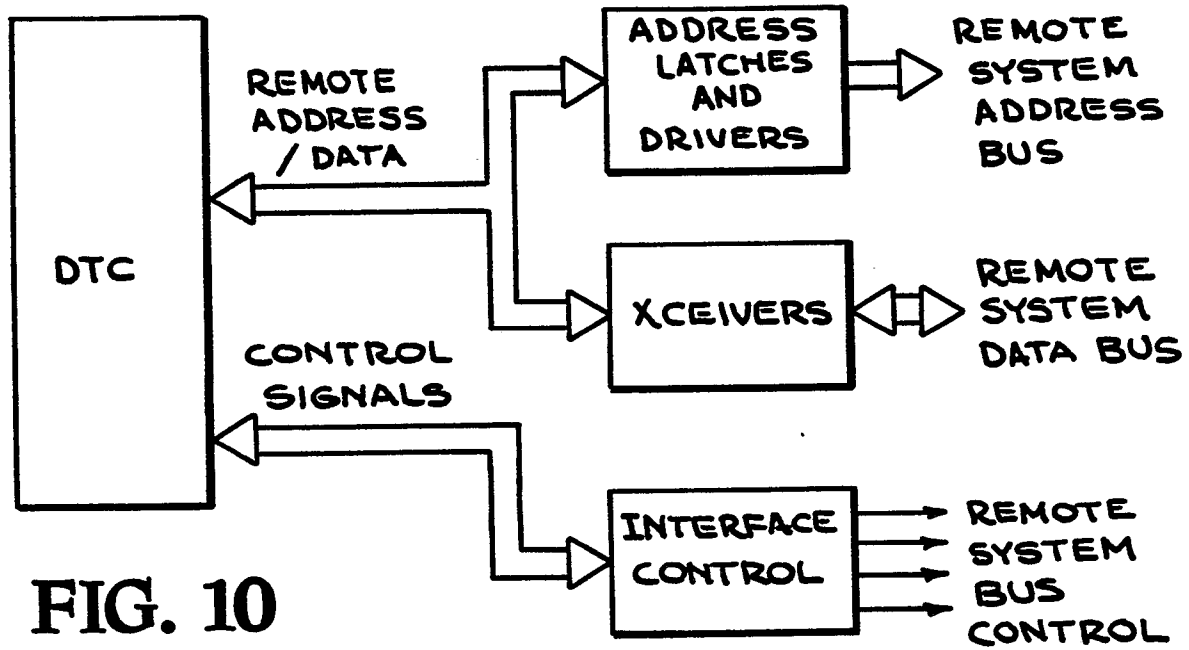 DTC
REMOTE
ADDRESS
/ DATA
ADDRESS
LATCHES
AND
DRIVERS
REMOTE
SYSTEM
ADDRESS
BUS
XCEIVERS
REMOTE
SYSTEM
DATA BUS
CONTROL
SIGNALS
INTERFACE
CONTROL
REMOTE
SYSTEM
BUS
CONTROL
FIG. 10